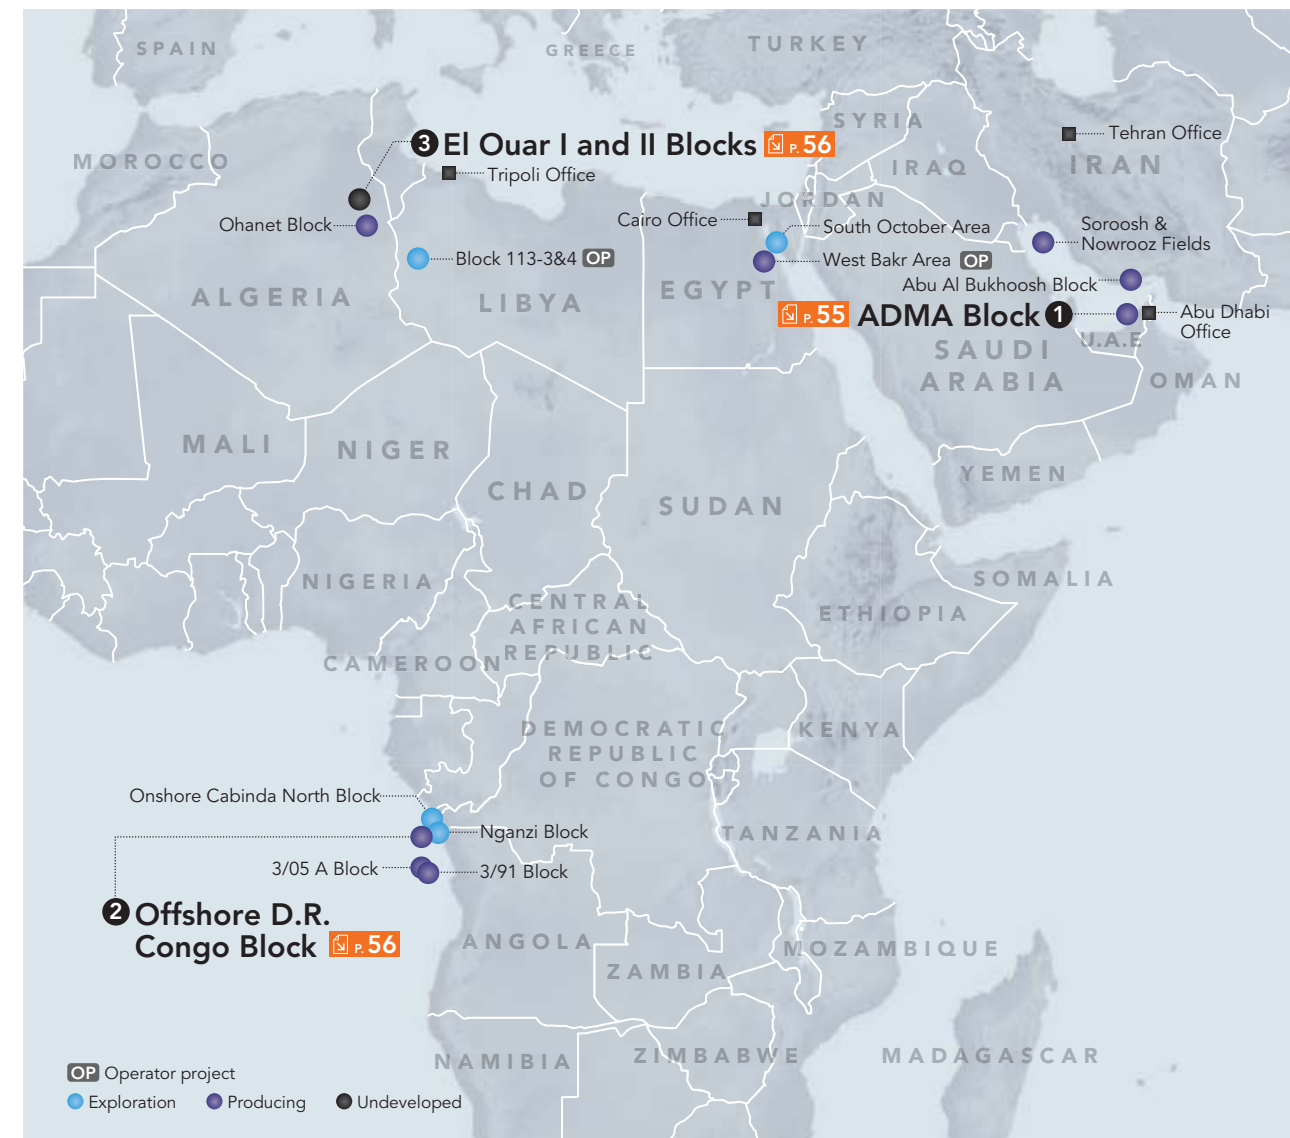 SPAIN
GREECE
TURKEY
SYRIA
Tehran Office
3 El Ouar I and II Blocks P. 56
MOROCCO
IRAQ
IRAN
Tripoli Office
JORDAN
Ohanet Block
Cairo Office
South October Area
Soroosh &
Nowrooz Fields
Block 113-3&4 OP
West Bakr Area OP
Abu Al Bukhoosh Block
ALGERIA
LIBYA
EGYPT
P. 55 ADMA Block 1
Abu Dhabi
Office
U.A.E
SAUDI
ARABIA
OMAN
MALI
NIGER
CHAD
SUDAN
YEMEN
NIGERIA
SOMALIA
CENTRAL
AFRICAN
REPUBLIC
ETHIOPIA
CAMEROON
DEMOCRATIC
REPUBLIC
OF CONGO
KENYA
Onshore Cabinda North Block
Nganzi Block
TANZANIA
3/05 A Block
3/91 Block
2 Offshore D.R.
Congo Block P. 56
ANGOLA
ZAMBIA
MOZAMBIQUE
NAMIBIA
ZIMBABWE
MADAGASCAR
OP Operator project
Exploration
Producing
Undeveloped